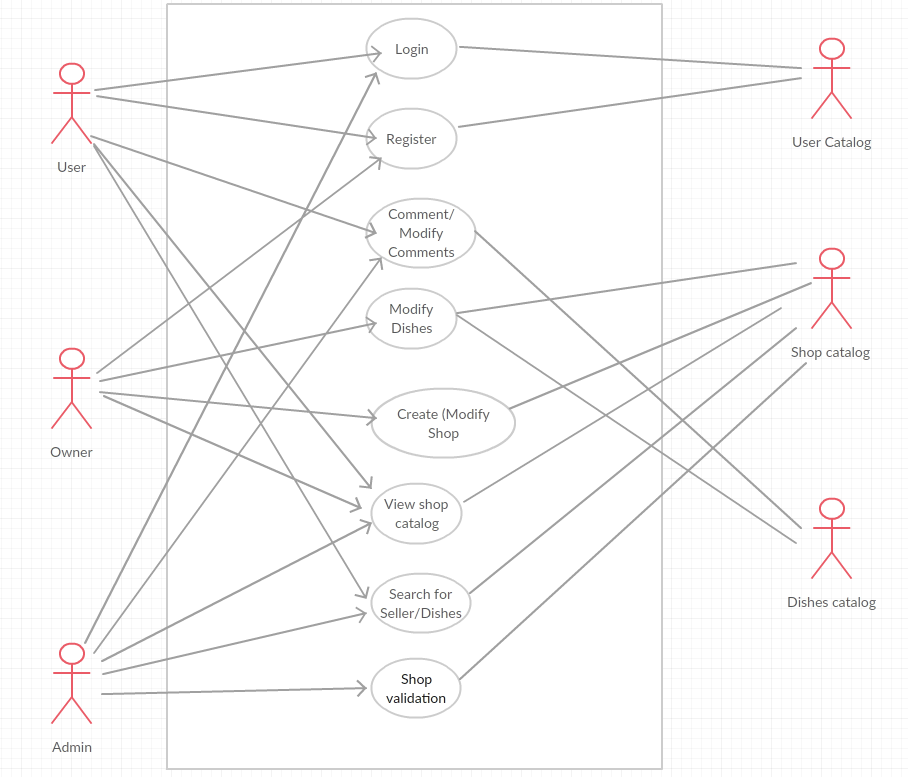 Login
User Catalog
Register
User
Comment/
Modify
Comments
Modify
Dishes
Shop catalog
Create (Modify
Shop
Owner
View shop
catalog
Search for
Seller/Dishes
Dishes catalog
Shop
validation
Admin